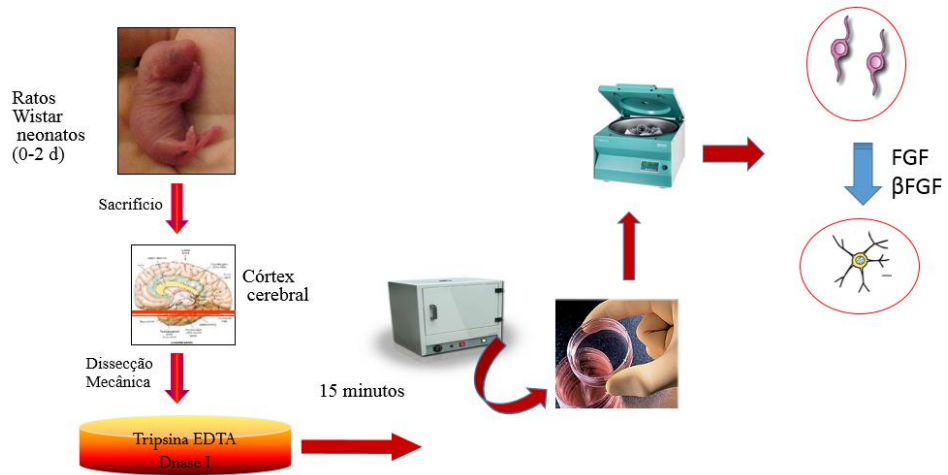 Ratos
Wistar
neonatos
(0-2 d)
Sacrifício
Córtex
cerebral
Dissecção
Mecânica
Tripsina EDTA
Dnase I
15 minutos
FGF
βFGF